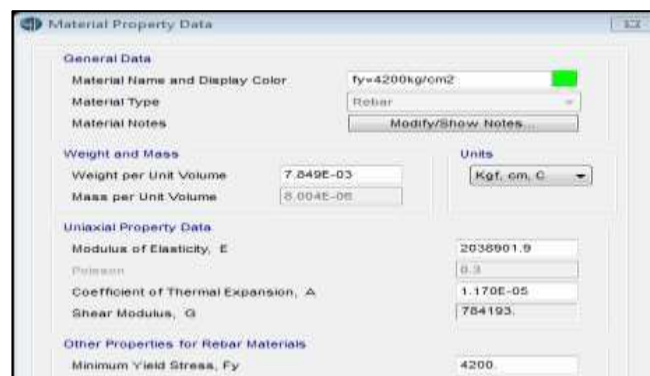 Material Property Data
General Data
Material Name and Display Color fy=4200kg/cm2
Material Type Rebar
Material Notes Modify/Show Notes...
Weight and Mass Units
Weight per Unit Volume 7.849E-03 Kgf, cm, C
Mass per Unit Volume 8.004E-06
Uniaxial Property Data
Modulus of Elasticity, E 2038901.9
Poisson 0.3
Coefficient of Thermal Expansion, A 1.170E-05
Shear Modulus, G 784193.
Other Properties for Rebar Materials
Minimum Yield Stress, Fy 4200.